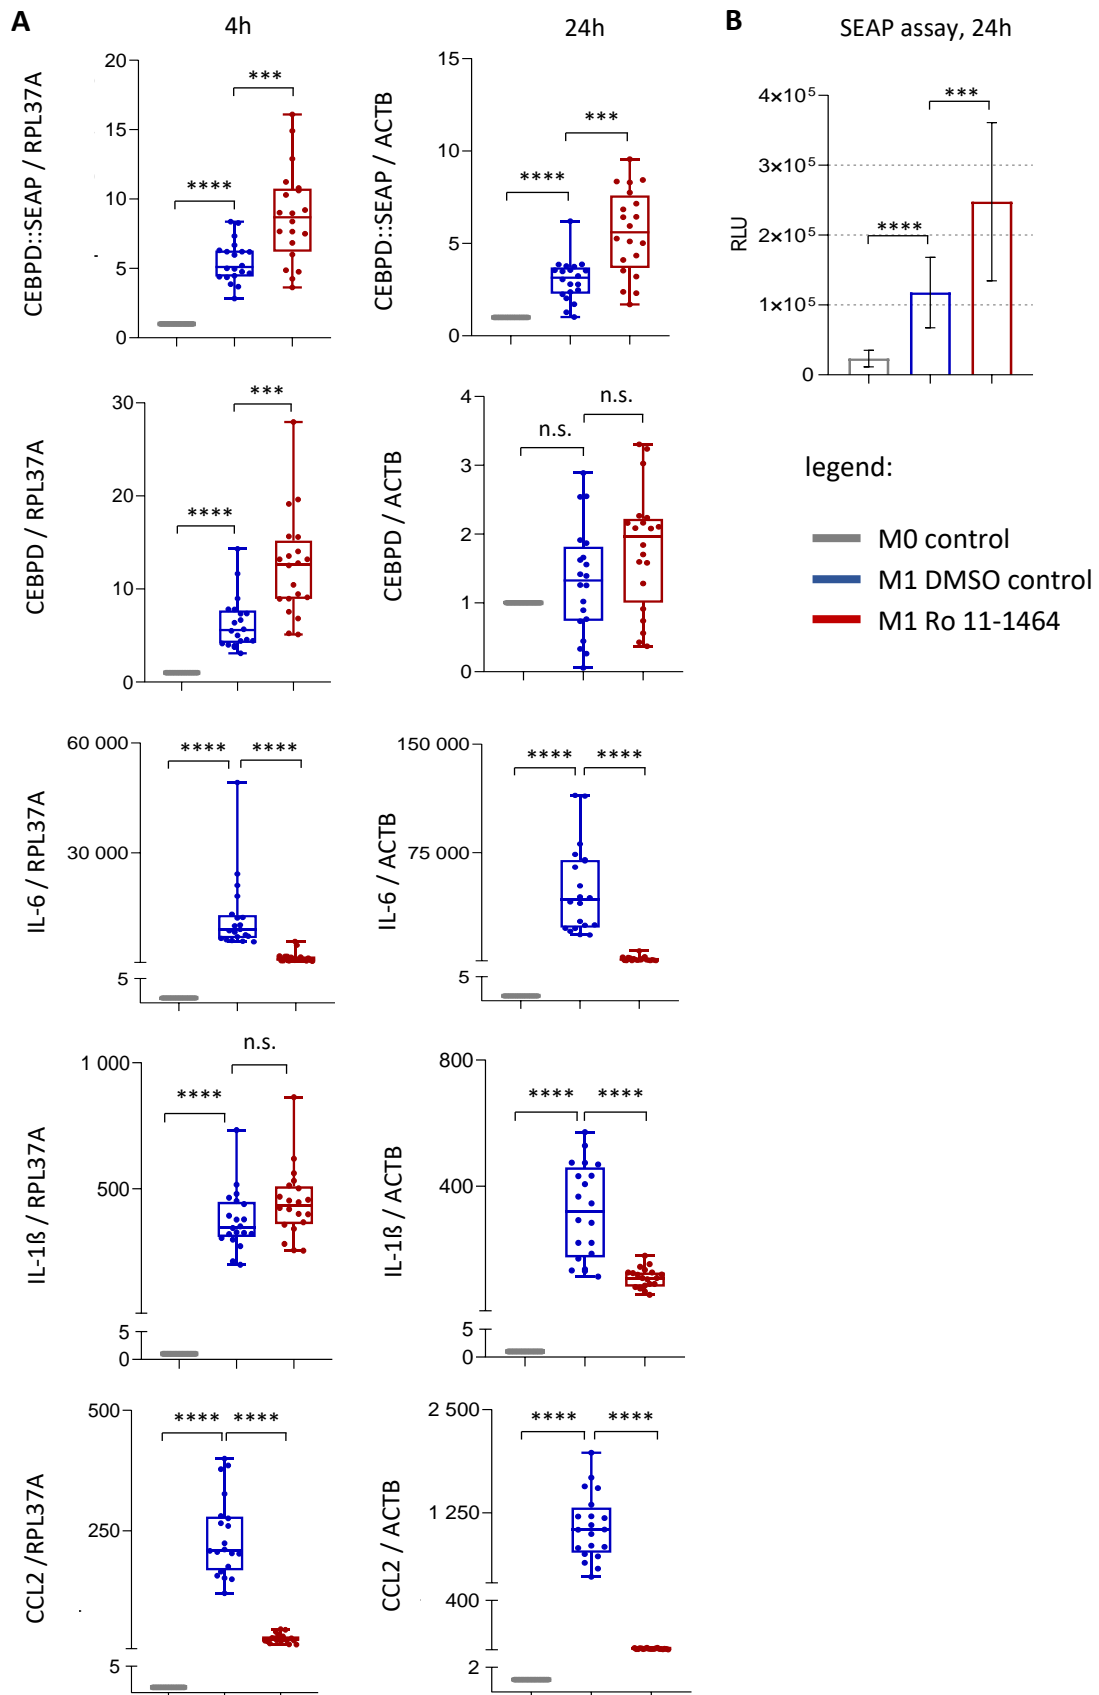 A
4h
24h
B
SEAP assay, 24h
CEBPD::SEAP / RPL37A
20
15
10
5
0
****
***
CEBPD::SEAP / ACTB
15
10
5
0
****
***
RLU
4×10⁵
3×10⁵
2×10⁵
1×10⁵
0
****
***
CEBPD / RPL37A
30
20
10
0
****
***
CEBPD / ACTB
4
3
2
1
0
n.s.
n.s.
legend:
M0 control
M1 DMSO control
M1 Ro 11-1464
IL-6 / RPL37A
60 000
30 000
5
****
****
IL-6 / ACTB
150 000
75 000
5
****
****
IL-1ß / RPL37A
1 000
500
5
0
****
n.s.
IL-1ß / ACTB
800
400
5
0
****
****
CCL2 /RPL37A
500
250
5
****
****
CCL2 / ACTB
2 500
1 250
400
2
****
****